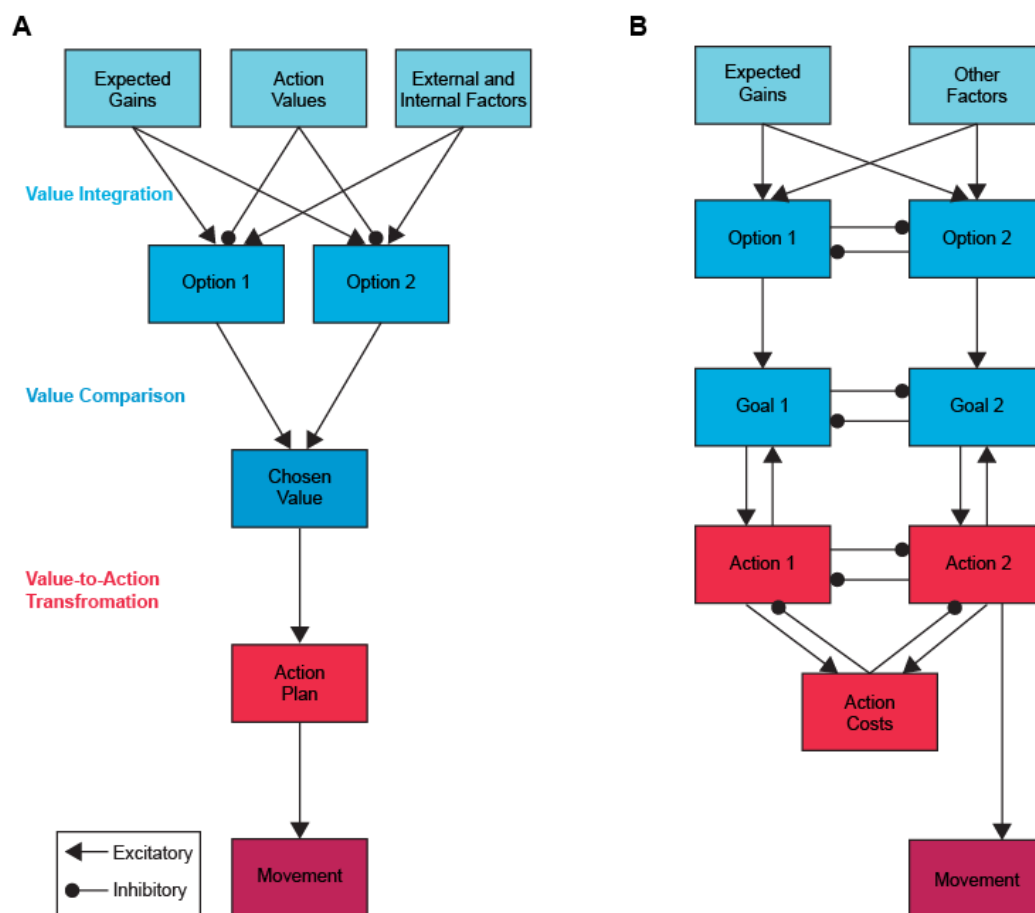 A
Expected
Gains
Action
Values
External and
Internal Factors
Value Integration
Option 1
Option 2
Value Comparison
Chosen
Value
Value-to-Action
Transfromation
Action
Plan
Movement
Excitatory
Inhibitory
B
Expected
Gains
Other
Factors
Option 1
Option 2
Goal 1
Goal 2
Action 1
Action 2
Action
Costs
Movement